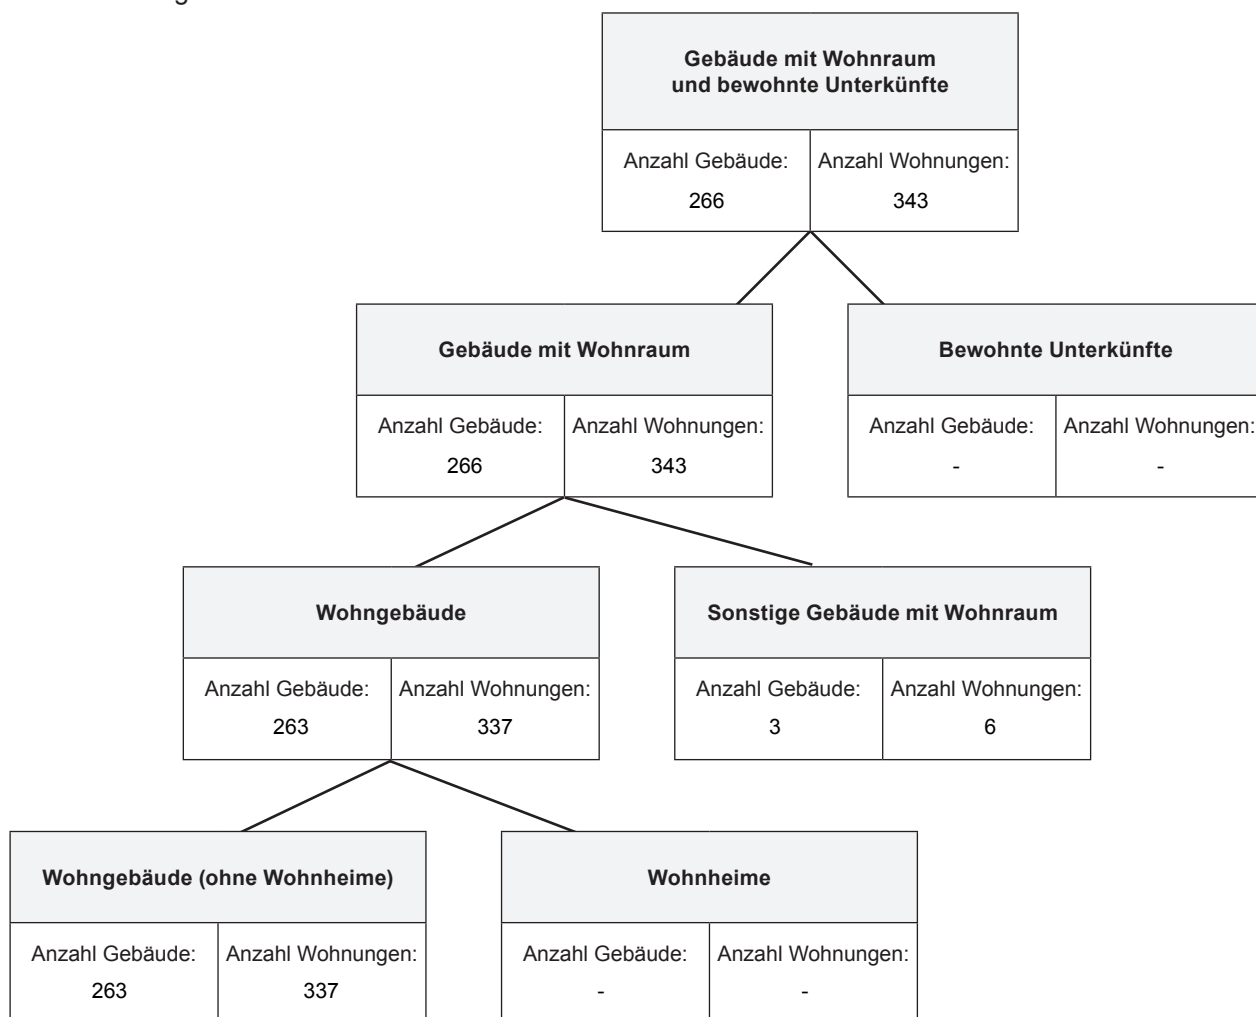 Gebäude mit Wohnraum
und bewohnte Unterkünfte
Anzahl Gebäude: Anzahl Wohnungen:
266 343
Gebäude mit Wohnraum Bewohnte Unterkünfte
Anzahl Gebäude: Anzahl Wohnungen: Anzahl Gebäude: Anzahl Wohnungen:
266 343 - -
Wohngebäude Sonstige Gebäude mit Wohnraum
Anzahl Gebäude: Anzahl Wohnungen: Anzahl Gebäude: Anzahl Wohnungen:
263 337 3 6
Wohngebäude (ohne Wohnheime) Wohnheime
Anzahl Gebäude: Anzahl Wohnungen: Anzahl Gebäude: Anzahl Wohnungen:
263 337 - -